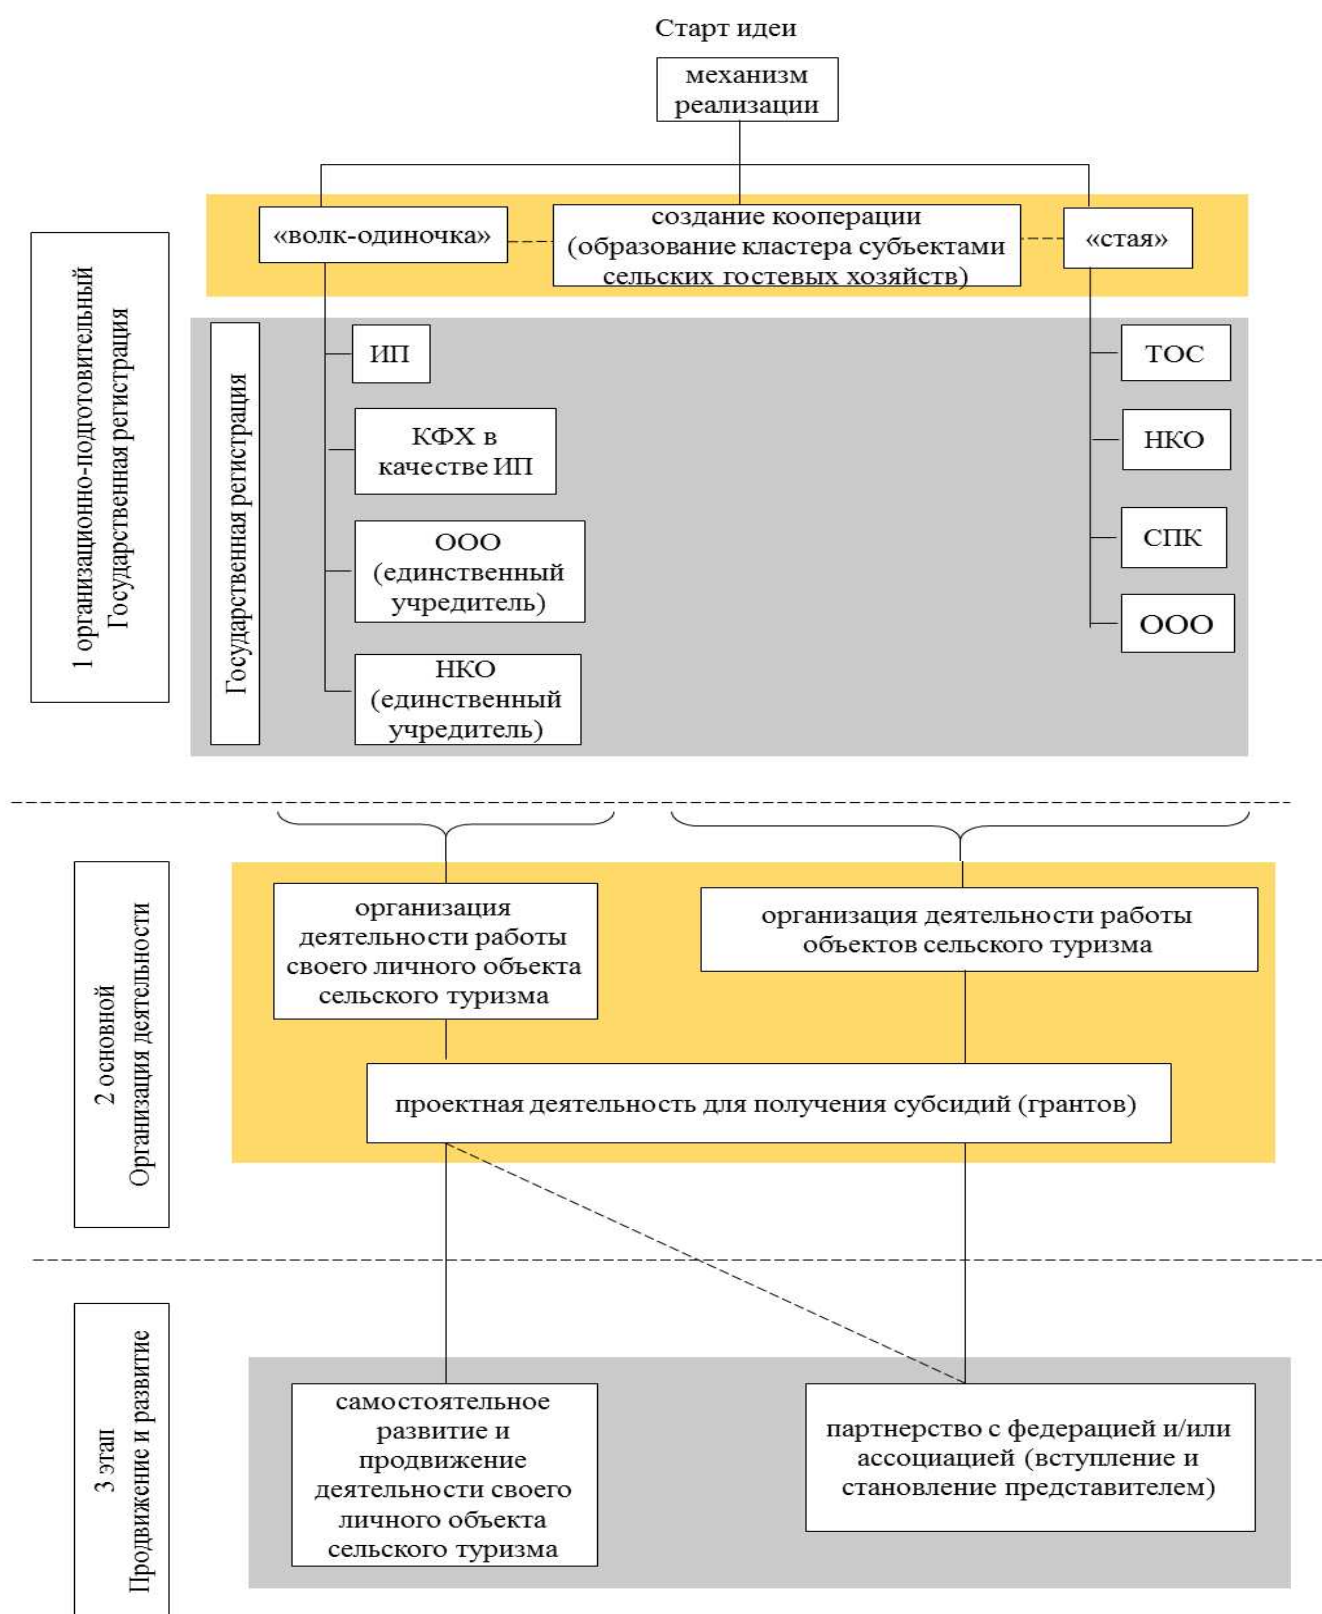 Старт идеи
механизм
реализации
«волк-одиночка»
создание кооперации
(образование кластера субъектами
сельских гостевых хозяйств)
«стая»
1 организационно-подготовительный
Государственная регистрация
Государственная регистрация
ИП
КФХ в
качестве ИП
ООО
(единственный
учредитель)
НКО
(единственный
учредитель)
ТОС
НКО
СПК
ООО
2 основной
Организация деятельности
организация
деятельности работы
своего личного объекта
сельского туризма
организация деятельности работы
объектов сельского туризма
проектная деятельность для получения субсидий (грантов)
3 этап
Продвижение и развитие
самостоятельное
развитие и
продвижение
деятельности своего
личного объекта
сельского туризма
партнерство с федерацией и/или
ассоциацией (вступление и
становление представителем)